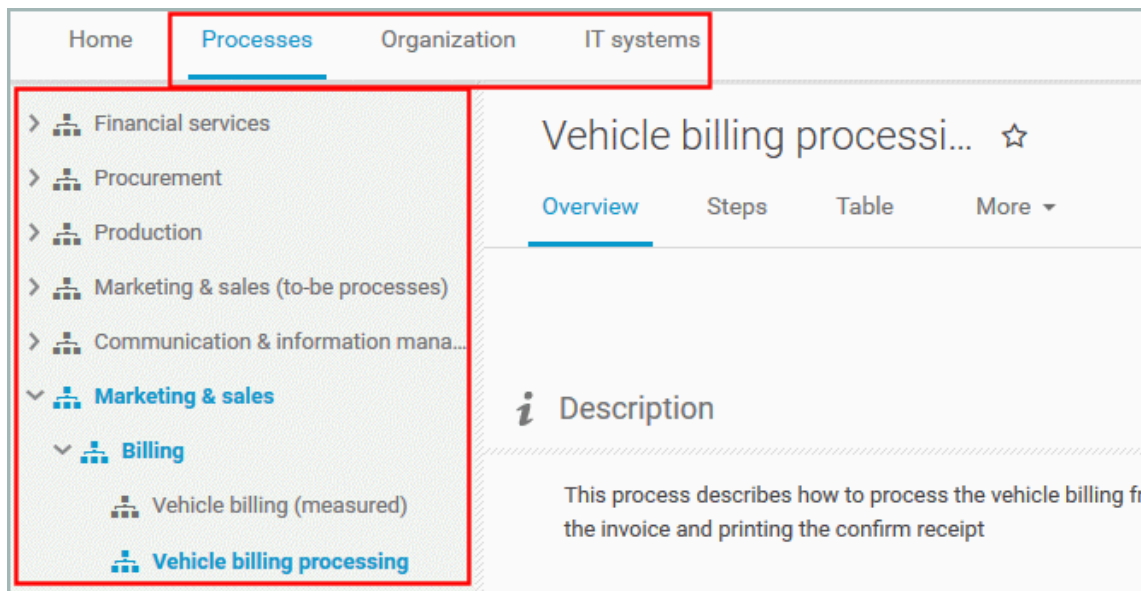 Home Processes Organization IT systems
Financial services
Procurement
Production
Marketing & sales (to-be processes)
Communication & information mana...
Marketing & sales
Billing
Vehicle billing (measured)
Vehicle billing processing
Vehicle billing processi...
Overview Steps Table More
Description
This process describes how to process the vehicle billing
the invoice and printing the confirm receipt